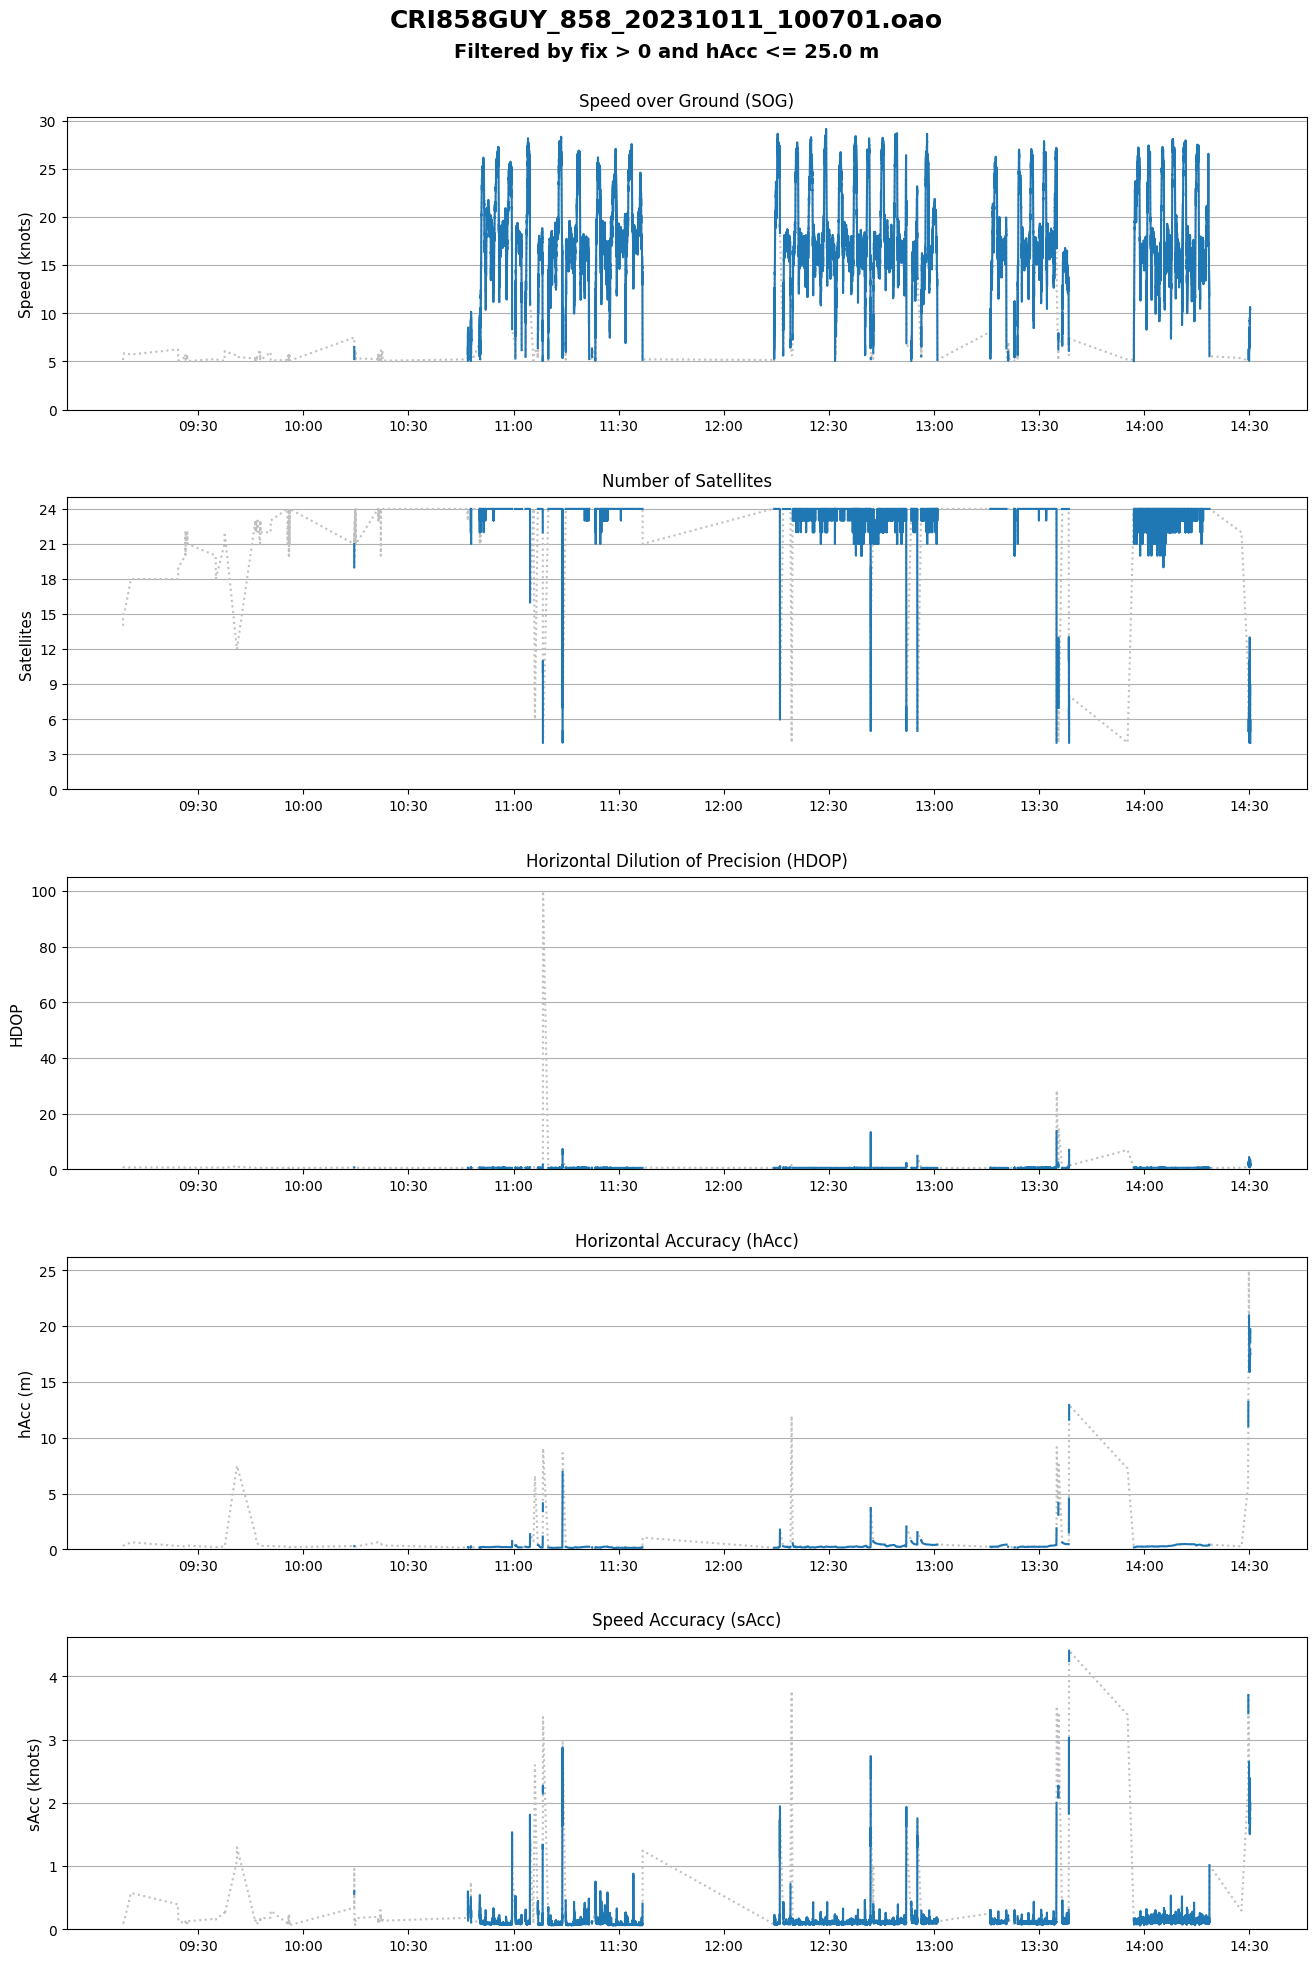 CRI858GUY_858_20231011_100701.oao
Filtered by fix > 0 and hAcc <= 25.0 m
Speed over Ground (SOG)
Speed (knots)
30
25
20
15
10
5
0
09:30 10:00 10:30 11:00 11:30 12:00 12:30 13:00 13:30 14:00 14:30
Number of Satellites
Satellites
24
21
18
15
12
9
6
3
0
09:30 10:00 10:30 11:00 11:30 12:00 12:30 13:00 13:30 14:00 14:30
Horizontal Dilution of Precision (HDOP)
HDOP
100
80
60
40
20
0
09:30 10:00 10:30 11:00 11:30 12:00 12:30 13:00 13:30 14:00 14:30
Horizontal Accuracy (hAcc)
hAcc (m)
25
20
15
10
5
0
09:30 10:00 10:30 11:00 11:30 12:00 12:30 13:00 13:30 14:00 14:30
Speed Accuracy (sAcc)
sAcc (knots)
4
3
2
1
0
09:30 10:00 10:30 11:00 11:30 12:00 12:30 13:00 13:30 14:00 14:30